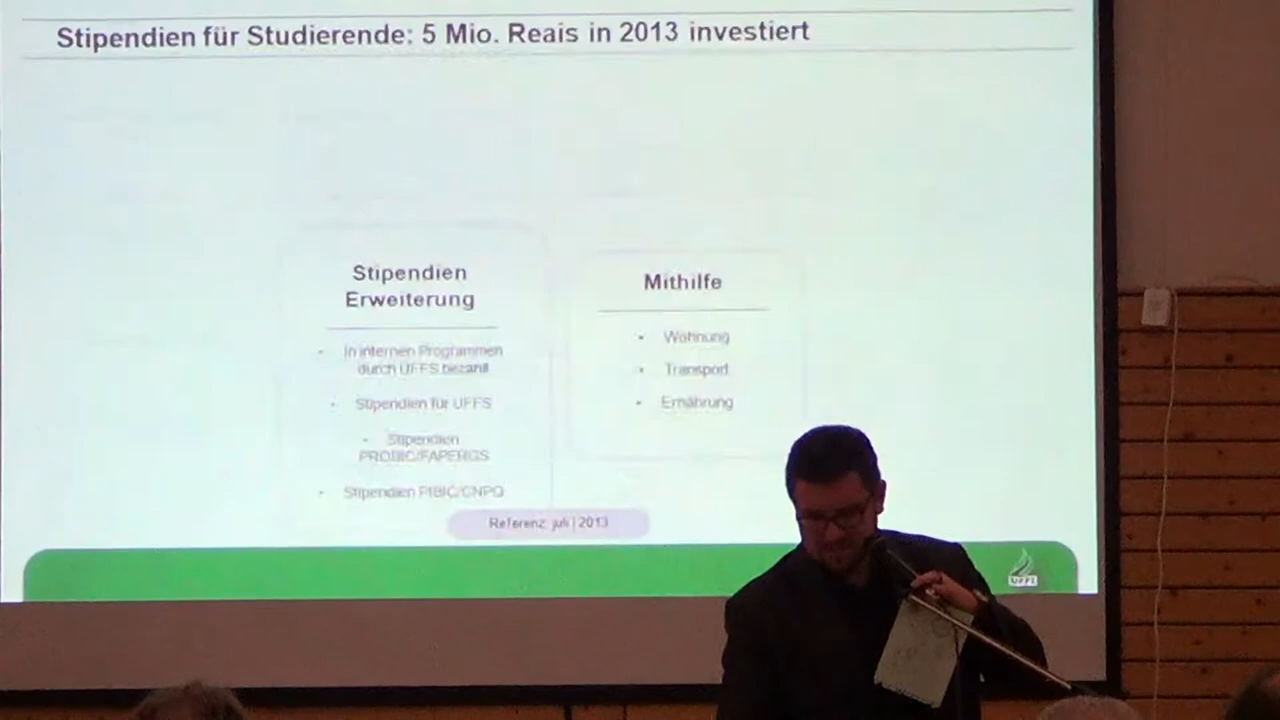 Stipendien für Studierende: 5 Mio. Reais in 2013 investiert
Stipendien
Erweiterung
- In internen Programmen
durch UFFS bezahlt
- Stipendien für UFFS
- Stipendien
PROBIC/FAPERGS
- Stipendien PIBIC/CNPQ
Mithilfe
- Wohnung
- Transport
- Ernährung
Referenz: juli | 2013
UFFS